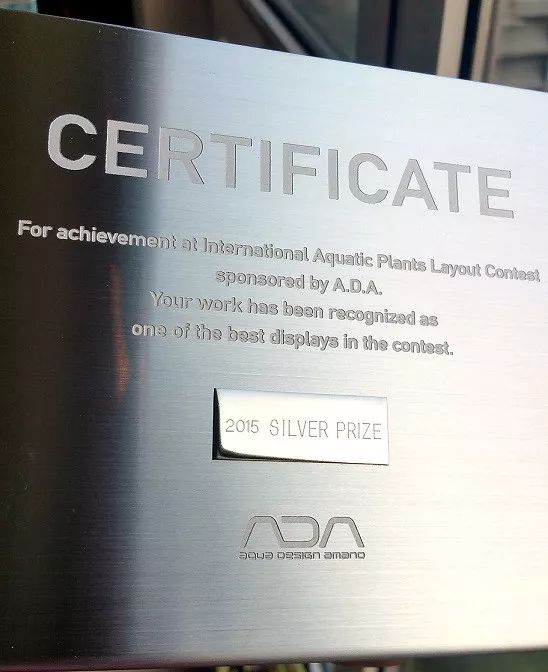 CERTIFICATE
For achievement at International Aquatic Plants Layout Contest
sponsored by A.D.A.
Your work has been recognized as
one of the best displays in the contest.
2015 SILVER PRIZE
ADA
aqua design amano